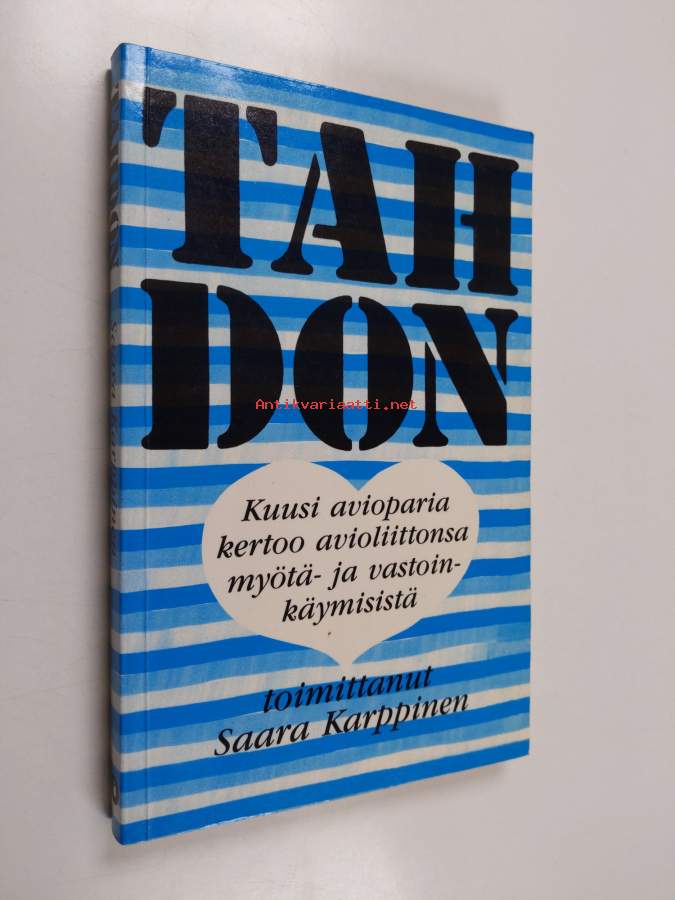 TAH
DON
Antikvariaatti.net
Kuusi avioparia
kertoo avioliittonsa
myötä- ja vastoin-
käymisistä
toimittanut
Saara Karppinen